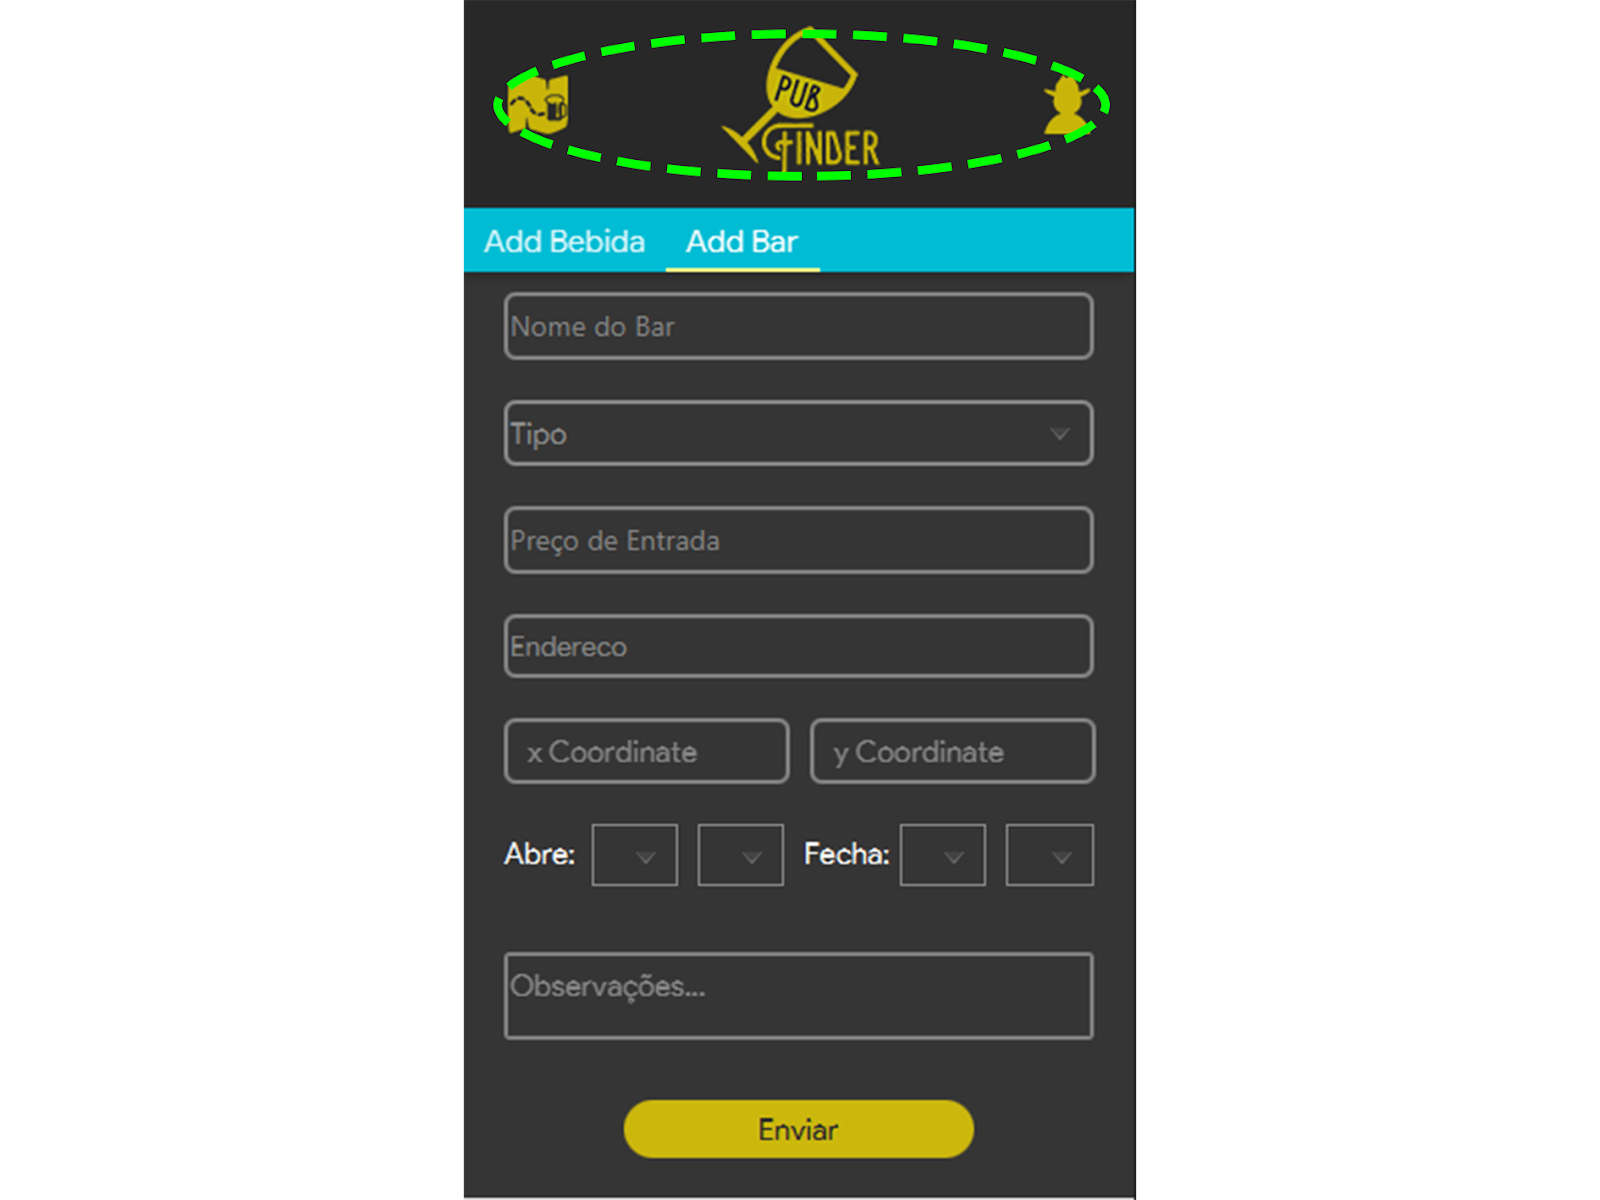 PUB
FINDER
Add Bebida Add Bar
Nome do Bar
Tipo
Preço de Entrada
Endereco
x Coordinate y Coordinate
Abre: Fecha:
Observações...
Enviar